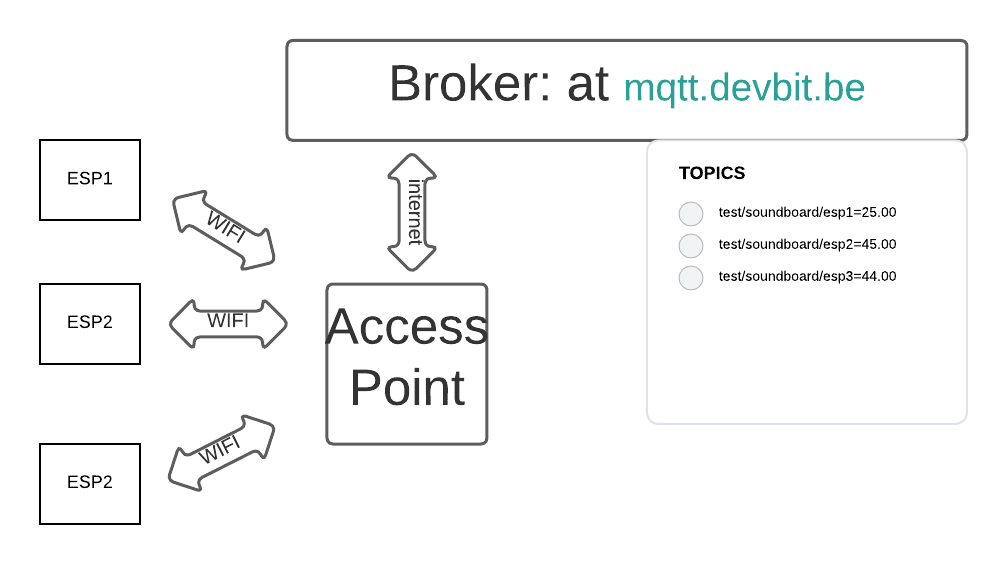 Broker: at mqtt.devbit.be
TOPICS
test/soundboard/esp1=25.00
test/soundboard/esp2=45.00
test/soundboard/esp3=44.00
internet
ESP1
WIFI
ESP2
WIFI
Access
Point
ESP2
WIFI